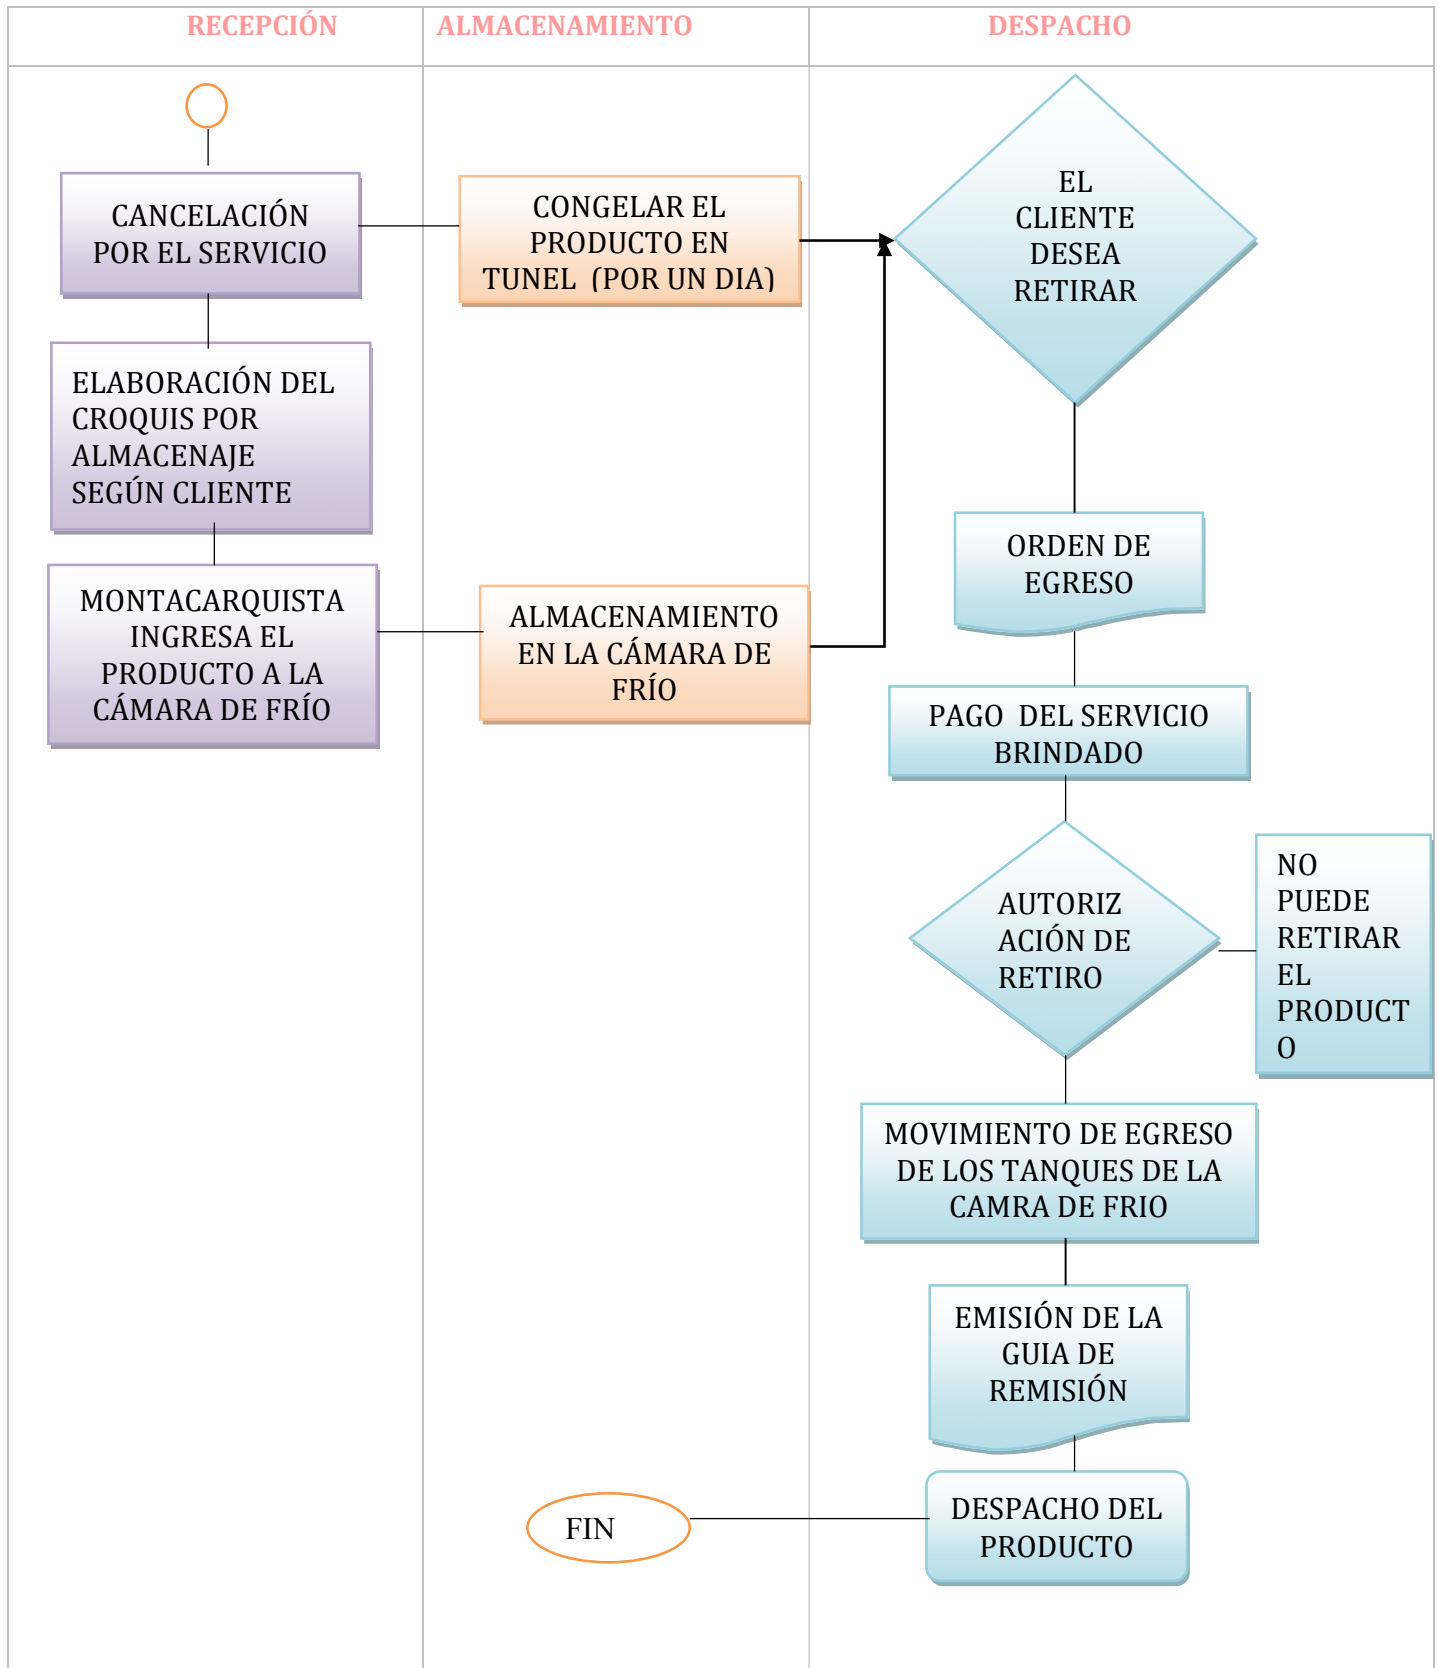 RECEPCIÓN
ALMACENAMIENTO
DESPACHO
CANCELACIÓN
POR EL SERVICIO
ELABORACIÓN DEL
CROQUIS POR
ALMACENAJE
SEGÚN CLIENTE
MONTACARQUISTA
INGRESA EL
PRODUCTO A LA
CÁMARA DE FRÍO
CONGELAR EL
PRODUCTO EN
TUNEL (POR UN DIA)
ALMACENAMIENTO
EN LA CÁMARA DE
FRÍO
EL
CLIENTE
DESEA
RETIRAR
ORDEN DE
EGRESO
PAGO DEL SERVICIO
BRINDADO
AUTORIZ
ACIÓN DE
RETIRO
NO
PUEDE
RETIRAR
EL
PRODUCT
O
MOVIMIENTO DE EGRESO
DE LOS TANQUES DE LA
CAMRA DE FRIO
EMISIÓN DE LA
GUIA DE
REMISIÓN
DESPACHO DEL
PRODUCTO
FIN